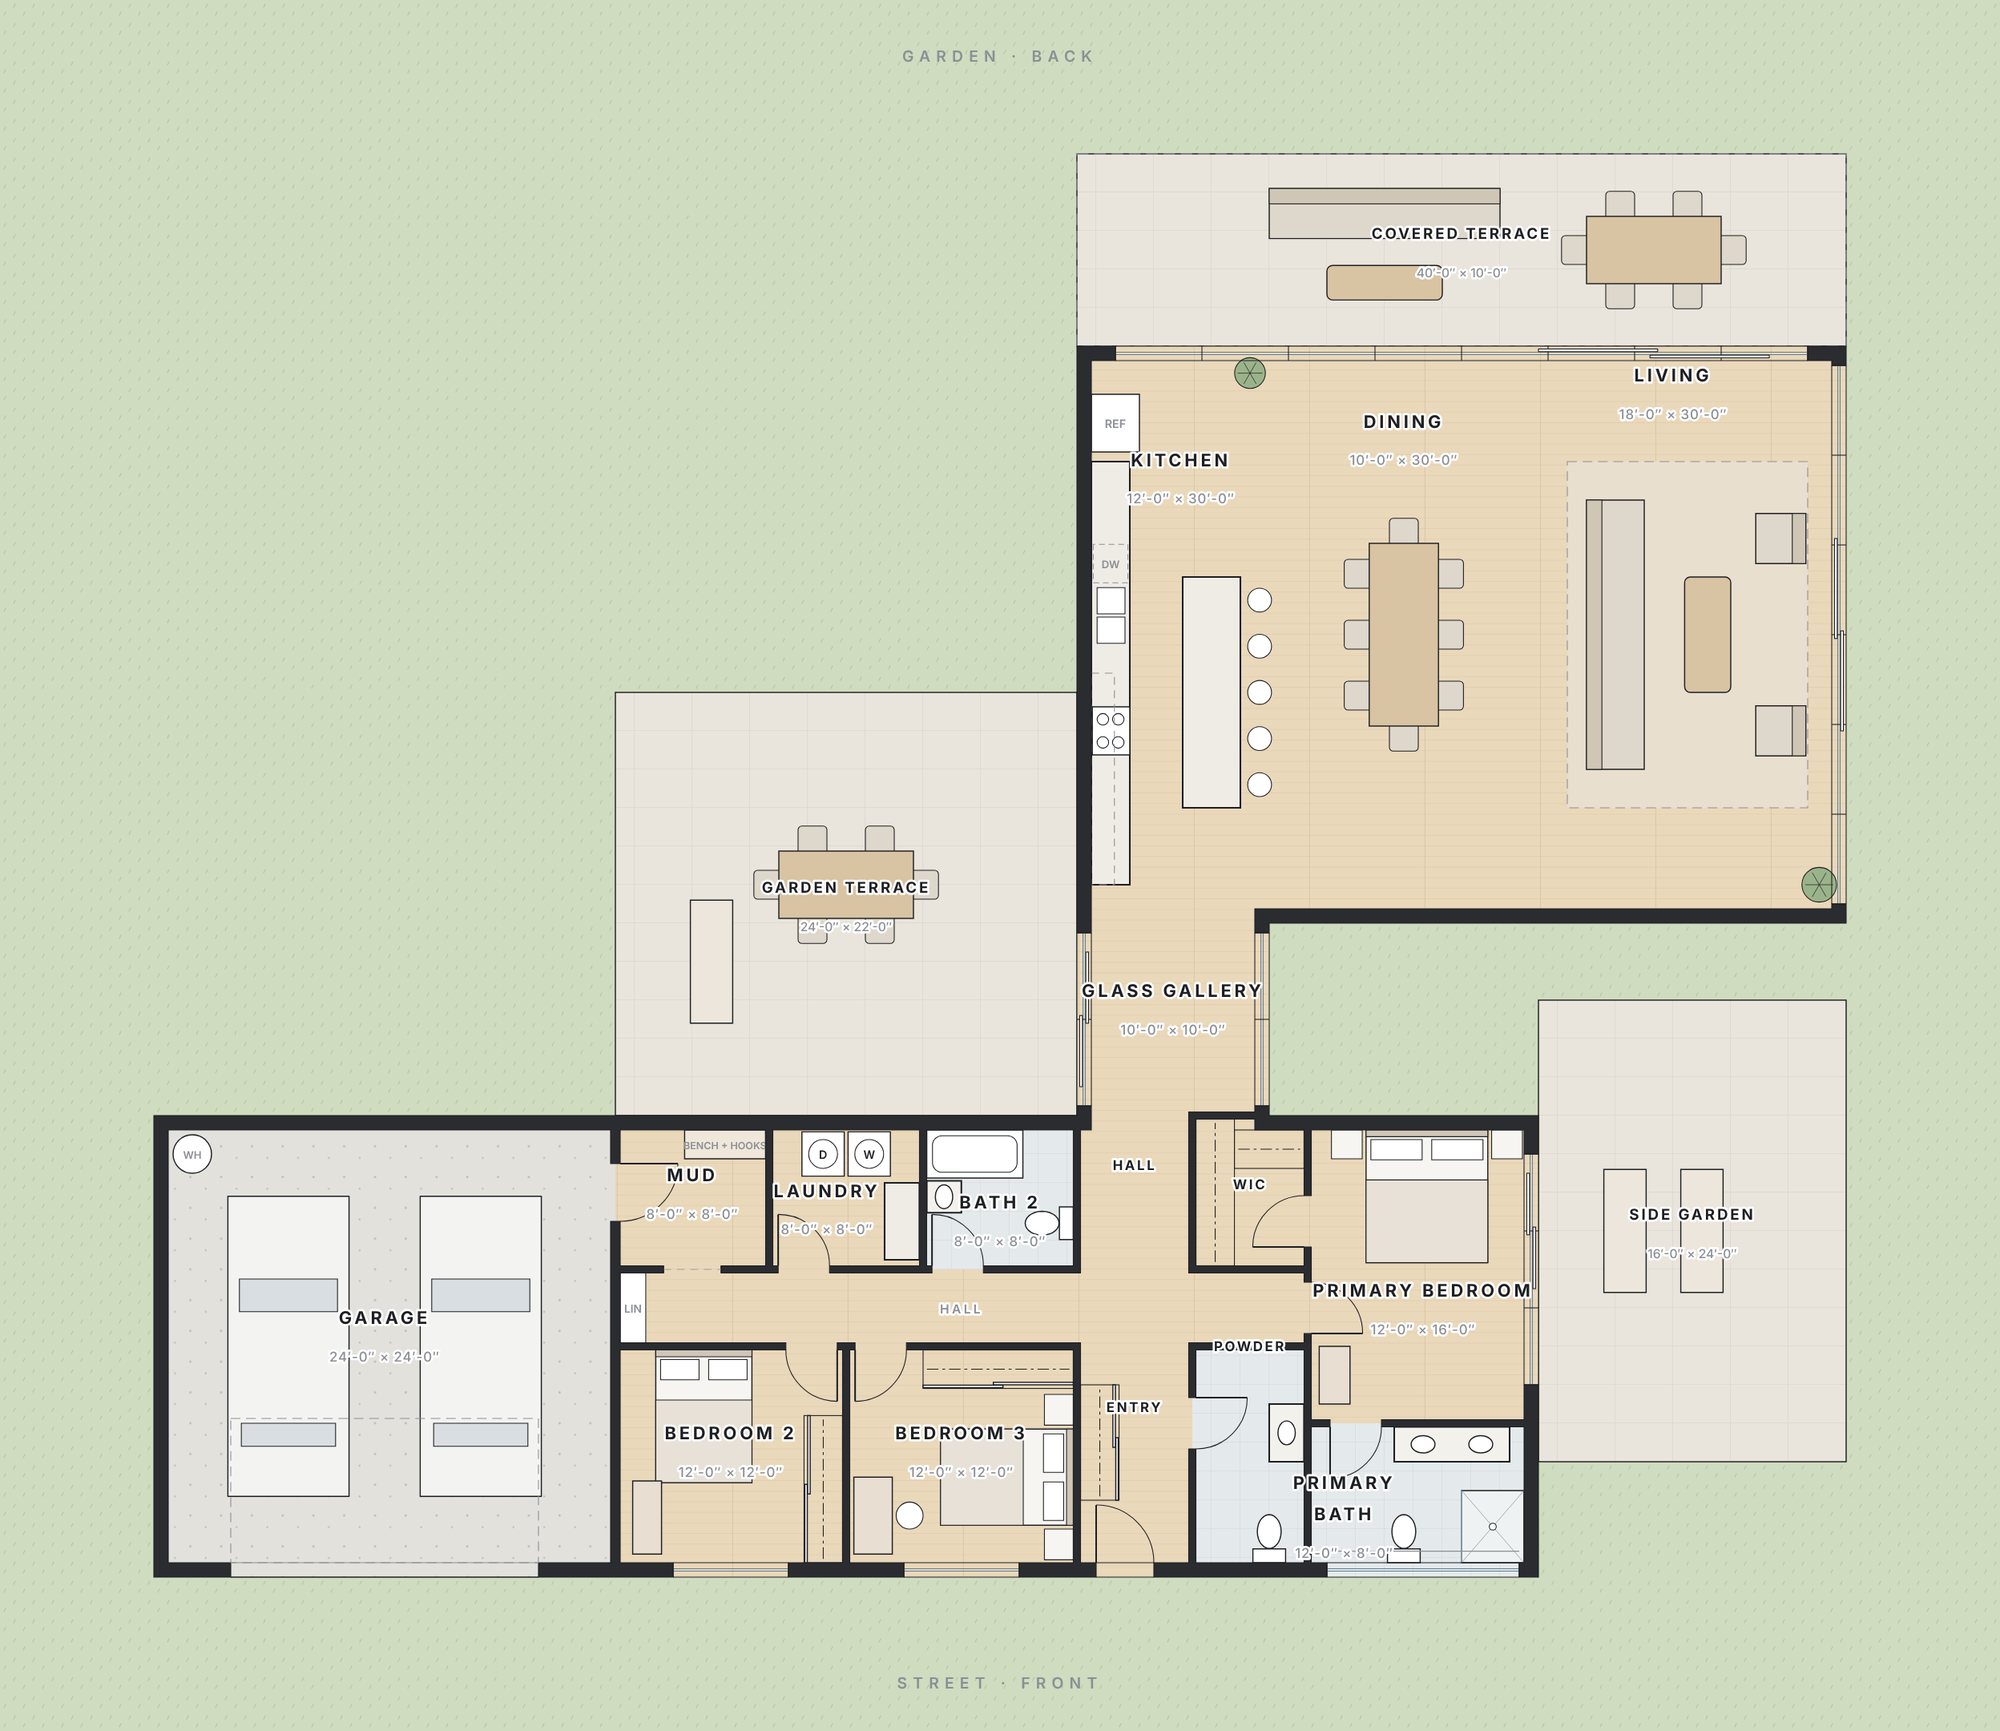 GARDEN · BACK
COVERED TERRACE
40'-0" × 10'-0"
LIVING
18'-0" × 30'-0"
DINING
10'-0" × 30'-0"
REF
KITCHEN
12'-0" × 30'-0"
DW
GARDEN TERRACE
24'-0" × 22'-0"
GLASS GALLERY
10'-0" × 10'-0"
WH
BENCH + HOOKS
MUD
8'-0" × 8'-0"
D
W
LAUNDRY
8'-0" × 8'-0"
BATH 2
8'-0" × 8'-0"
HALL
WIC
SIDE GARDEN
16'-0" × 24'-0"
PRIMARY BEDROOM
12'-0" × 16'-0"
LIN
HALL
GARAGE
24'-0" × 24'-0"
POWDER
ENTRY
BEDROOM 2
12'-0" × 12'-0"
BEDROOM 3
12'-0" × 12'-0"
PRIMARY
BATH
12'-0" × 8'-0"
STREET · FRONT